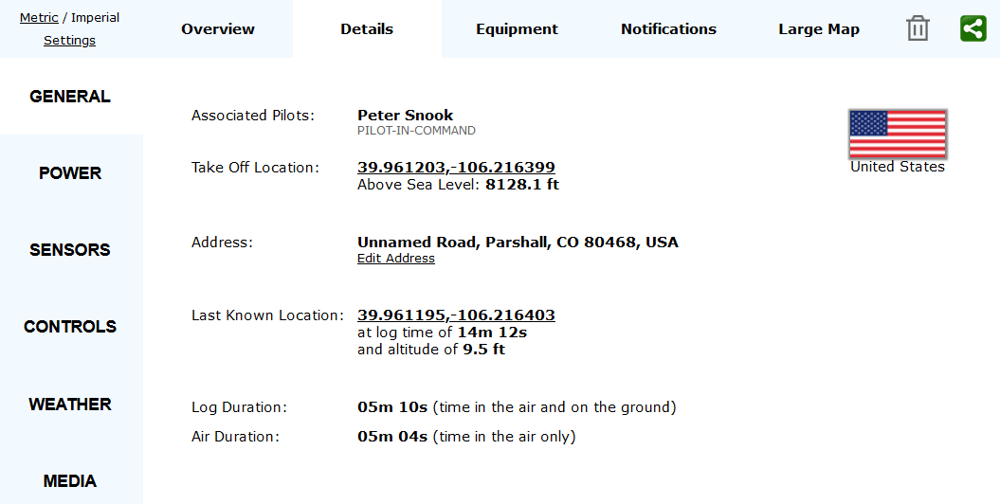 Metric / Imperial
Settings
Overview
Details
Equipment
Notifications
Large Map
GENERAL
POWER
SENSORS
CONTROLS
WEATHER
MEDIA
Associated Pilots: Peter Snook
PILOT-IN-COMMAND
United States
Take Off Location: 39.961203,-106.216399
Above Sea Level: 8128.1 ft
Address: Unnamed Road, Parshall, CO 80468, USA
Edit Address
Last Known Location: 39.961195,-106.216403
at log time of 14m 12s
and altitude of 9.5 ft
Log Duration: 05m 10s (time in the air and on the ground)
Air Duration: 05m 04s (time in the air only)